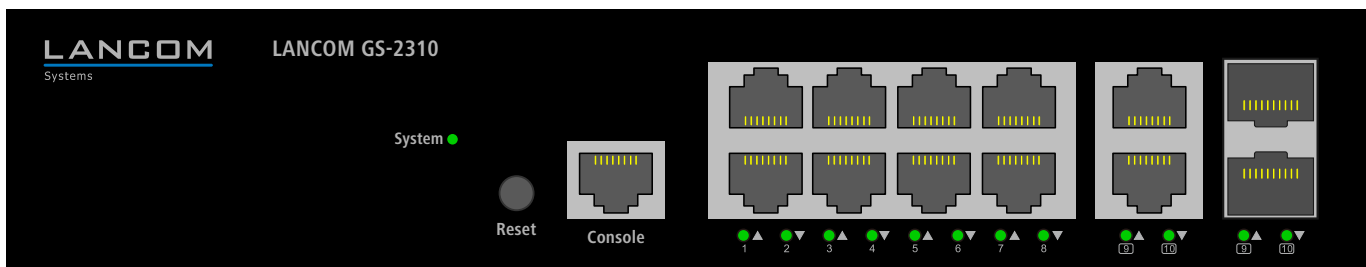 LANCOM
Systems
LANCOM GS-2310
System
Reset
Console
1 2 3 4 5 6 7 8
9 10
9 10